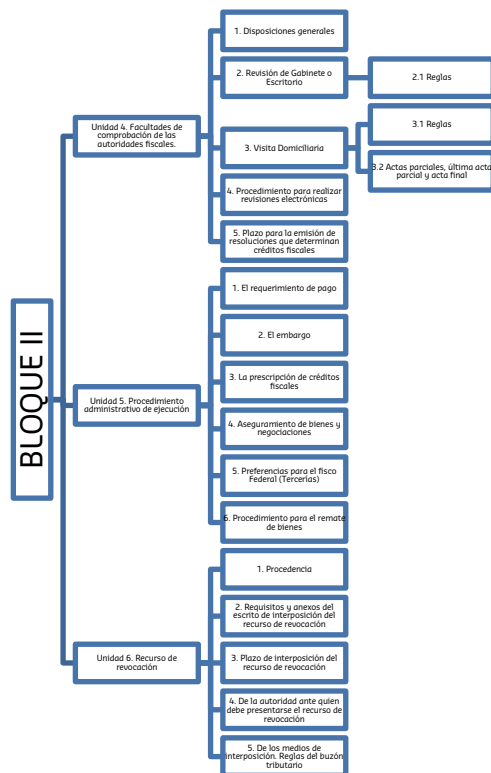 BLOQUE II
Unidad 4. Facultades de
comprobación de las
autoridades fiscales.
1. Disposiciones generales
2. Revisión de Gabinete o
Escritorio
2.1 Reglas
3. Visita Domiciliaria
3.1 Reglas
3.2 Actas parciales, última acta
parcial y acta final
4. Procedimiento para realizar
revisiones electrónicas
5. Plazo para la emisión de
resoluciones que determinan
créditos fiscales
Unidad 5. Procedimiento
administrativo de ejecución
1. El requerimiento de pago
2. El embargo
3. La prescripción de créditos
fiscales
4. Aseguramiento de bienes y
negociaciones
5. Preferencias para el fisco
Federal (Tercerías)
6. Procedimiento para el remate
de bienes
Unidad 6. Recurso de
revocación
1. Procedencia
2. Requisitos y anexos del
escrito de interposición del
recurso de revocación
3. Plazo de interposición del
recurso de revocación
4. De la autoridad ante quien
debe presentarse el recurso de
revocación
5. De los medios de
interposición. Reglas del buzón
tributario